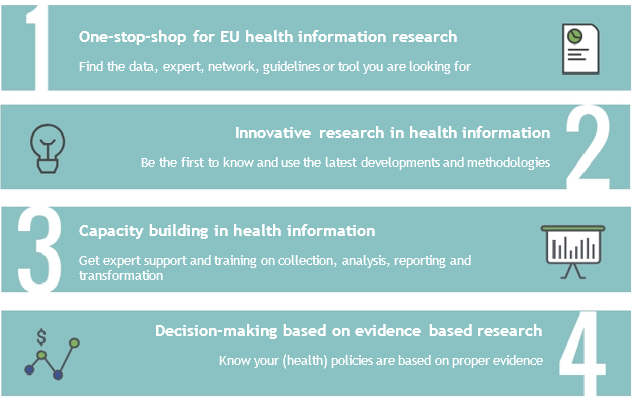 1
One-stop-shop for EU health information research
Find the data, expert, network, guidelines or tool you are looking for
Innovative research in health information
2
Be the first to know and use the latest developments and methodologies
3
Capacity building in health information
Get expert support and training on collection, analysis, reporting and
transformation
$
Decision-making based on evidence based research
4
Know your (health) policies are based on proper evidence